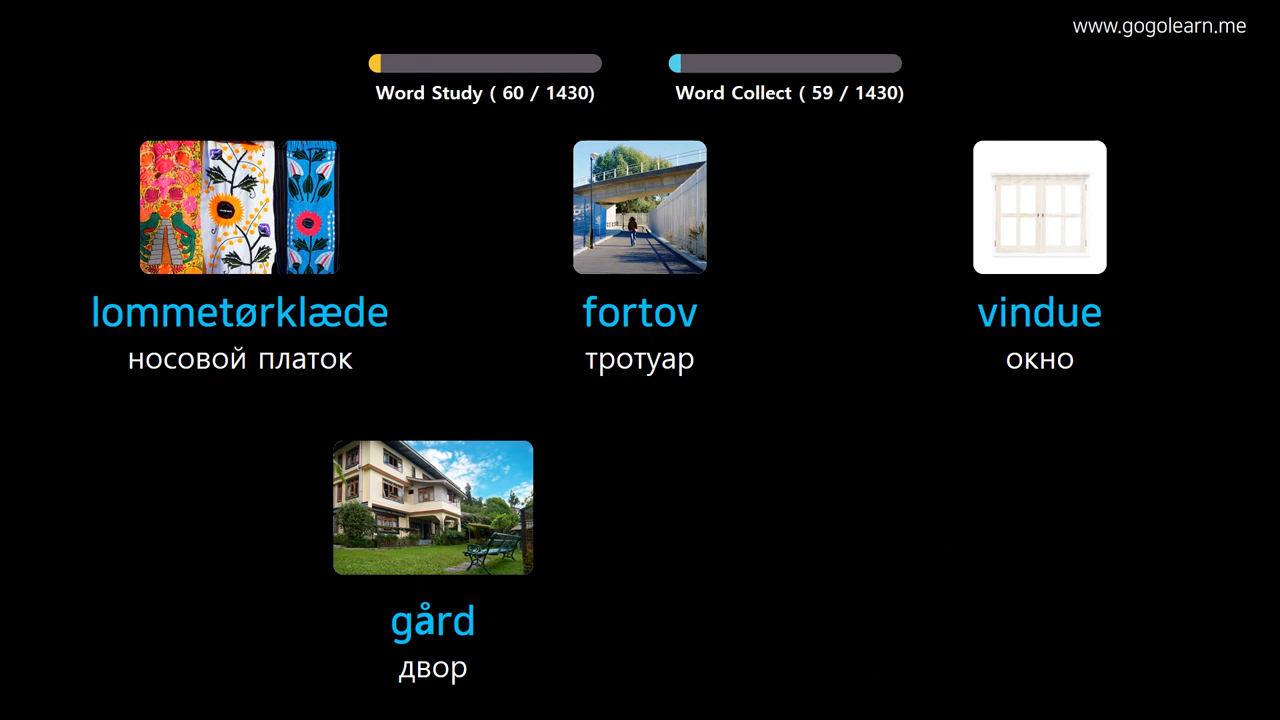 www.gogolearn.me
Word Study ( 60 / 1430)
Word Collect ( 59 / 1430)
lommetørklæde
носовой платок
fortov
тротуар
vindue
окно
gård
двор